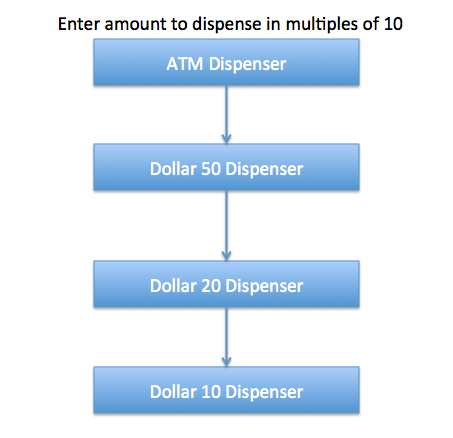 Enter amount to dispense in multiples of 10
ATM Dispenser
Dollar 50 Dispenser
Dollar 20 Dispenser
Dollar 10 Dispenser